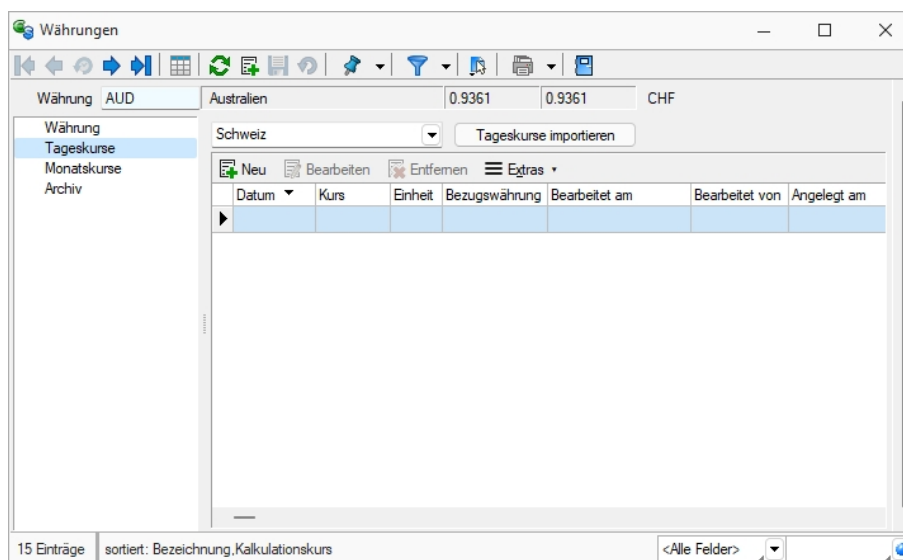 Währungen
Währung AUD Australien 0.9361 0.9361 CHF
Währung
Tageskurse
Monatskurse
Archiv
Schweiz Tageskurse importieren
Neu Bearbeiten Entfernen Extras
Datum Kurs Einheit Bezugswährung Bearbeitet am Bearbeitet von Angelegt am
15 Einträge sortiert: Bezeichnung,Kalkulationskurs <Alle Felder>